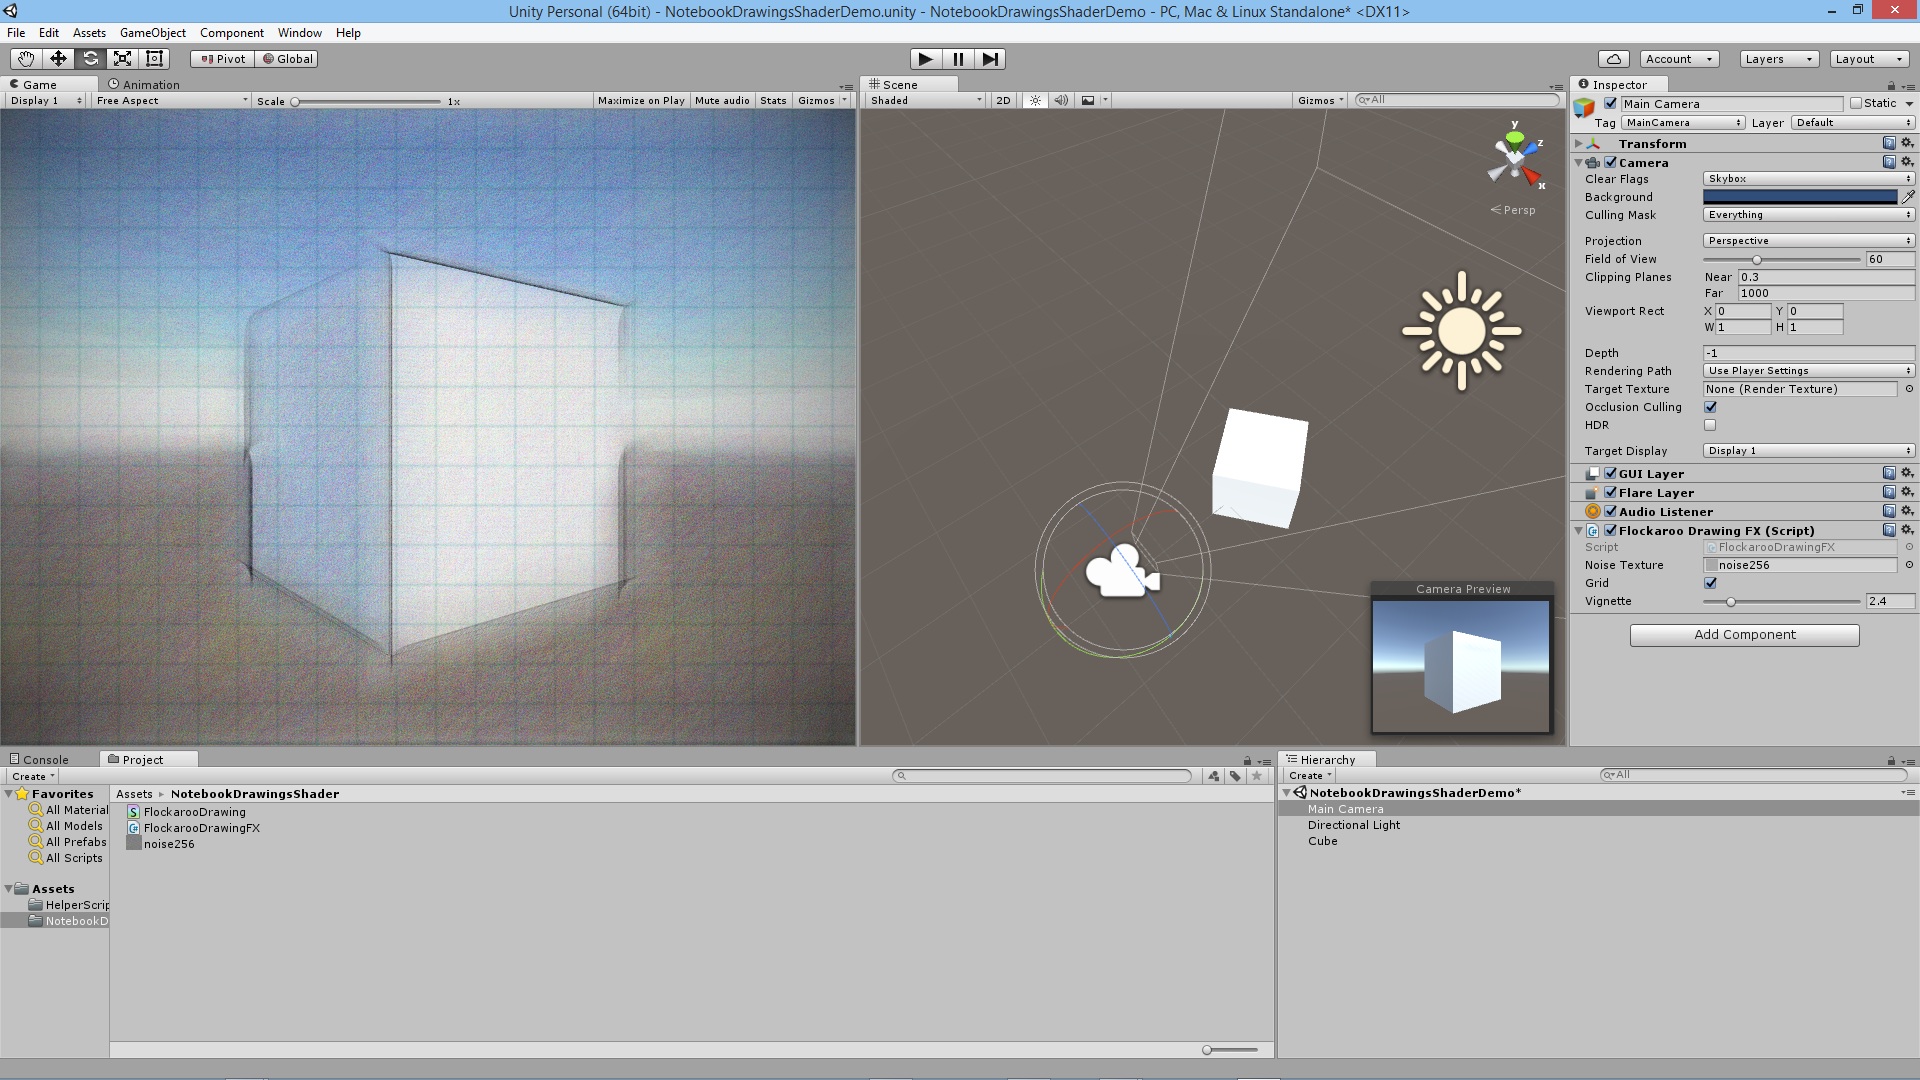 Unity Personal (64bit) - NotebookDrawingsShaderDemo.unity - NotebookDrawingsShaderDemo - PC, Mac & Linux Standalone* <DX11>
File Edit Assets GameObject Component Window Help
Pivot Global Account Layers Layout
Game Animation
Display 1 Free Aspect Scale 1x Maximize on Play Mute audio Stats Gizmos
Scene
Shaded 2D Gizmos All
y
z
x
Persp
Camera Preview
Inspector
Main Camera Static
Tag MainCamera Layer Default
Transform
Camera
Clear Flags Skybox
Background
Culling Mask Everything
Projection Perspective
Field of View 60
Clipping Planes Near 0.3
Far 1000
Viewport Rect X 0 Y 0
W 1 H 1
Depth -1
Rendering Path Use Player Settings
Target Texture None (Render Texture)
Occlusion Culling
HDR
Target Display Display 1
GUI Layer
Flare Layer
Audio Listener
Flockaroo Drawing FX (Script)
Script FlockarooDrawingFX
Noise Texture noise256
Grid
Vignette 2.4
Add Component
Console Project
Create
Favorites
All Material
All Models
All Prefabs
All Scripts
Assets
HelperScrip
NotebookD
Assets NotebookDrawingsShader
FlockarooDrawing
FlockarooDrawingFX
noise256
Hierarchy
Create All
NotebookDrawingsShaderDemo*
Main Camera
Directional Light
Cube